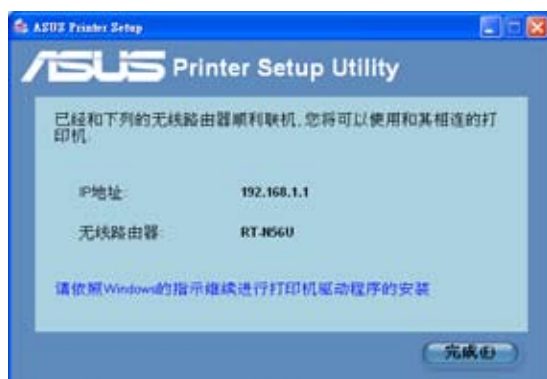 ASUS Printer Setup
ASUS Printer Setup Utility
已经和下列的无线路由器顺利联机,您将可以使用和其相连的打
印机.
IP地址: 192.168.1.1
无线路由器: RT-N56U
请依照Windows的指示继续进行打印机驱动程序的安装
完成(F)